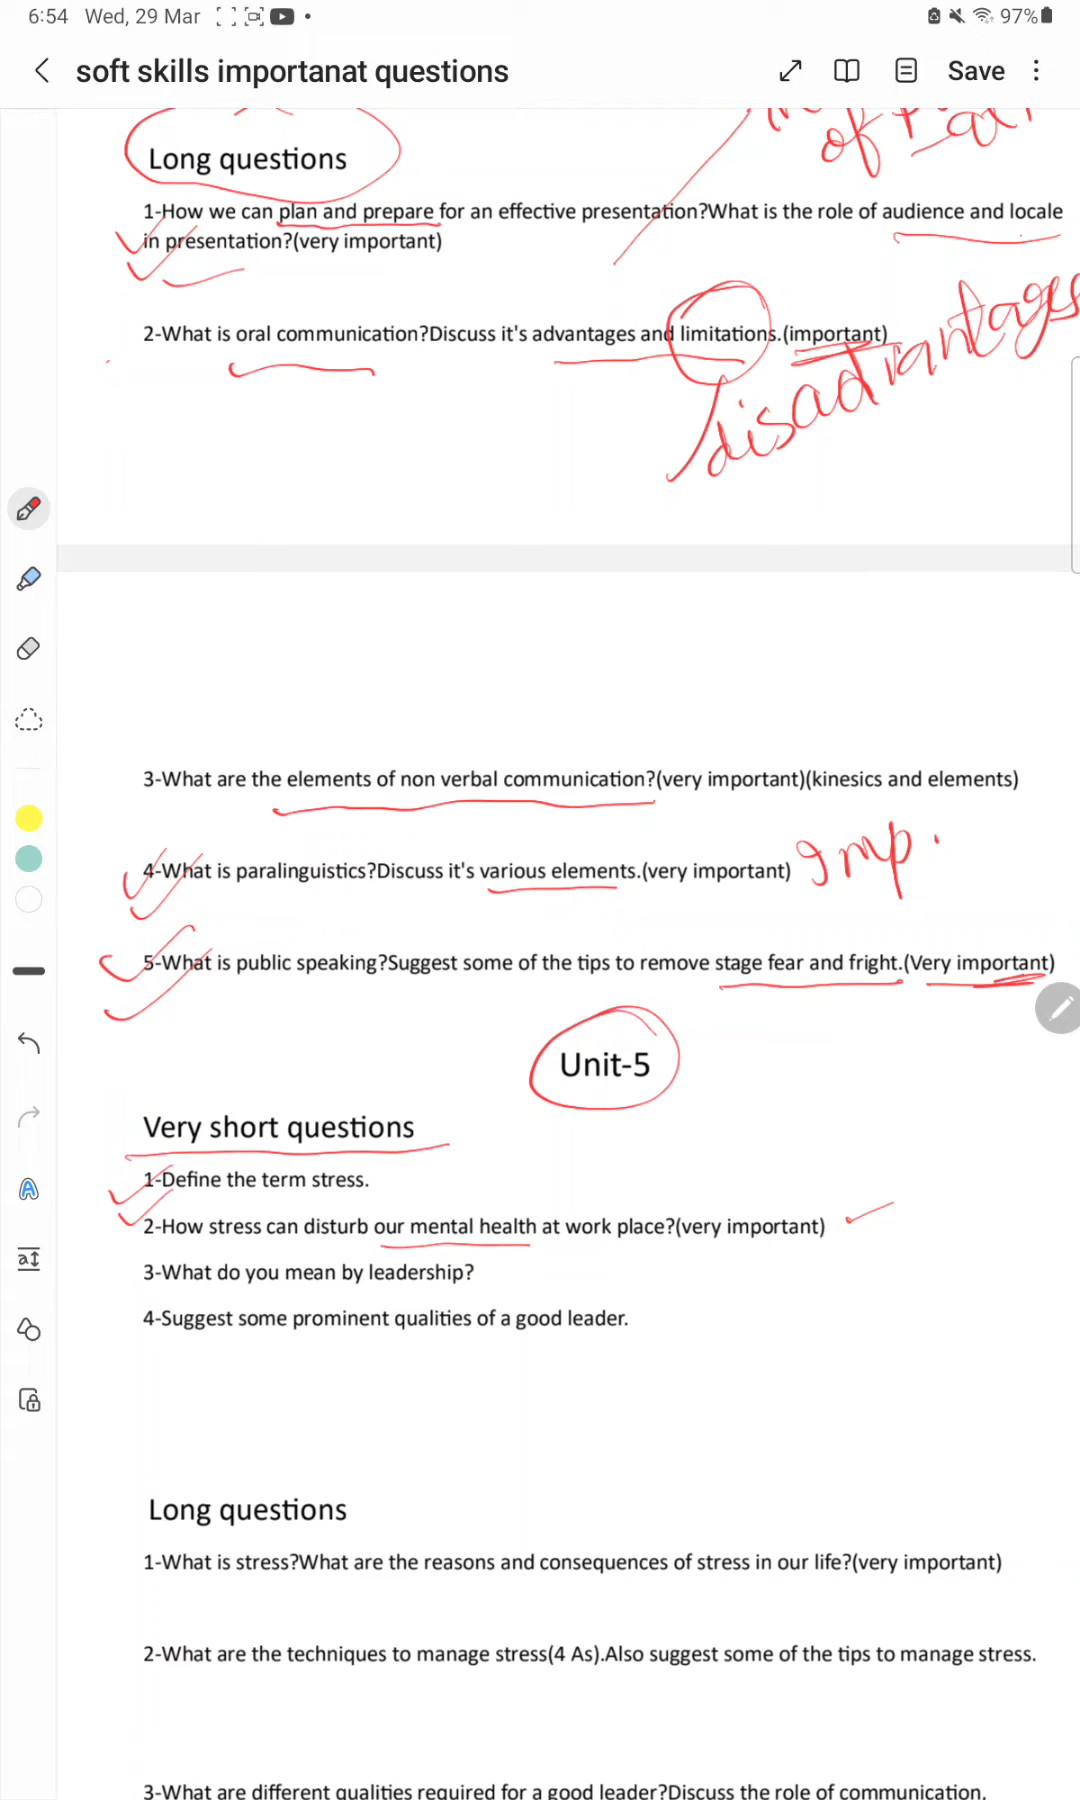 6:54 Wed, 29 Mar
97%
soft skills importanat questions
Save
of
Long questions
1-How we can plan and prepare for an effective presentation?What is the role of audience and locale
in presentation?(very important)
2-What is oral communication?Discuss it's advantages and limitations.(important)
disadvantages
3-What are the elements of non verbal communication?(very important)(kinesics and elements)
4-What is paralinguistics?Discuss it's various elements.(very important) Imp.
5-What is public speaking?Suggest some of the tips to remove stage fear and fright.(Very important)
Unit-5
Very short questions
1-Define the term stress.
2-How stress can disturb our mental health at work place?(very important)
3-What do you mean by leadership?
4-Suggest some prominent qualities of a good leader.
Long questions
1-What is stress?What are the reasons and consequences of stress in our life?(very important)
2-What are the techniques to manage stress(4 As).Also suggest some of the tips to manage stress.
3-What are different qualities required for a good leader?Discuss the role of communication.